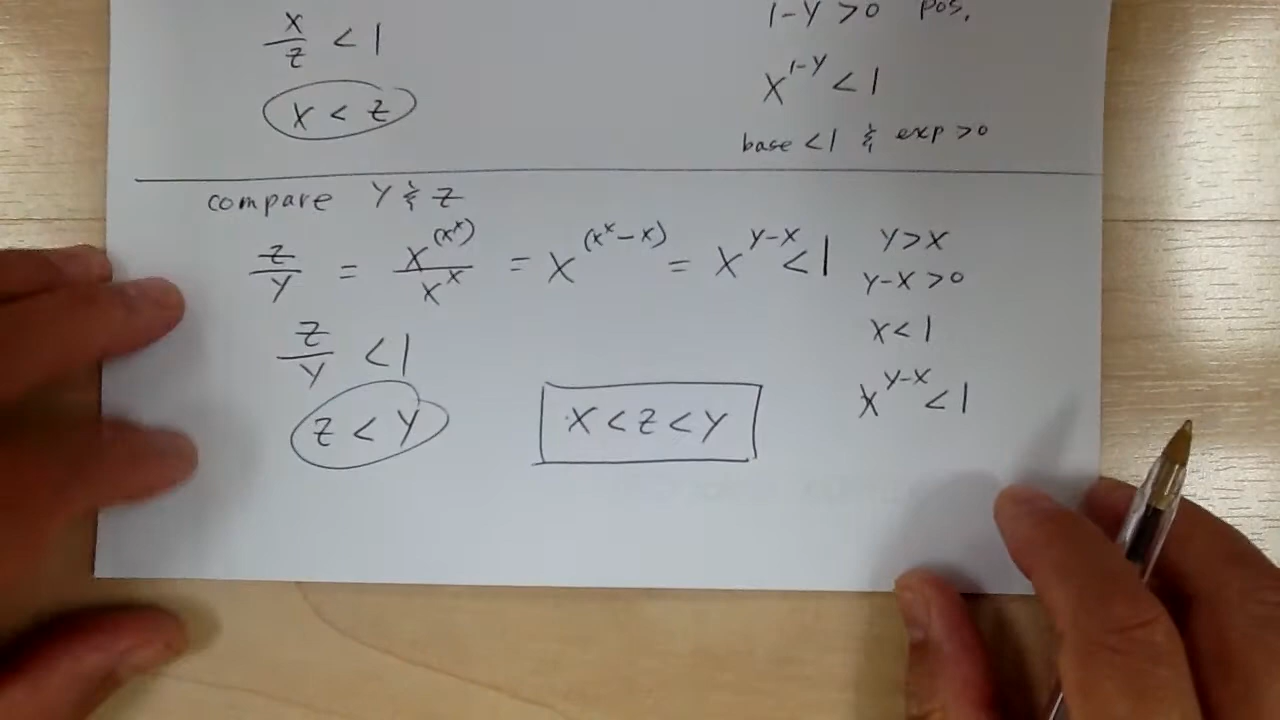 x/z < 1
x < z
1-y > 0 pos.
x^(1-y) < 1
base < 1 & exp > 0
compare y & z
z/y = x^(x^x)/x^x = x^(x^x - x) = x^(y-x) < 1
y > x
y-x > 0
x < 1
x^(y-x) < 1
z/y < 1
z < y
x < z < y